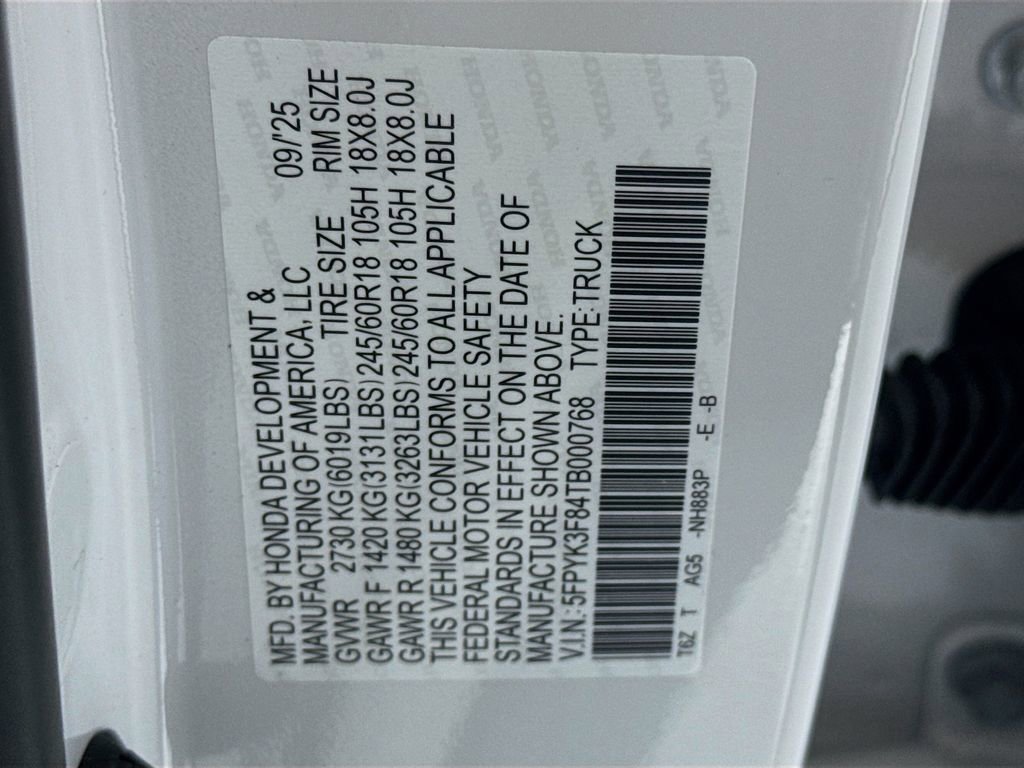 MFD. BY HONDA DEVELOPMENT & 09/'25
MANUFACTURING OF AMERICA, LLC
GVWR 2730 KG(6019LBS) TIRE SIZE RIM SIZE
GAWR F 1420 KG(3131LBS)245/60R18 105H 18X8.0J
GAWR R 1480 KG(3263LBS)245/60R18 105H 18X8.0J
THIS VEHICLE CONFORMS TO ALL APPLICABLE
FEDERAL MOTOR VEHICLE SAFETY
STANDARDS IN EFFECT ON THE DATE OF
MANUFACTURE SHOWN ABOVE.
V.I.N.:5FPYK3F84TB000768 TYPE:TRUCK
T6Z T AG5 -NH883P -E -B